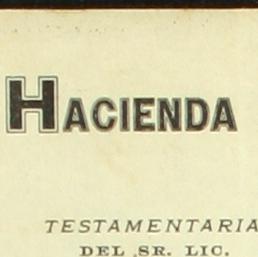 HACIENDA
TESTAMENTARIA
DEL SR. LIC.